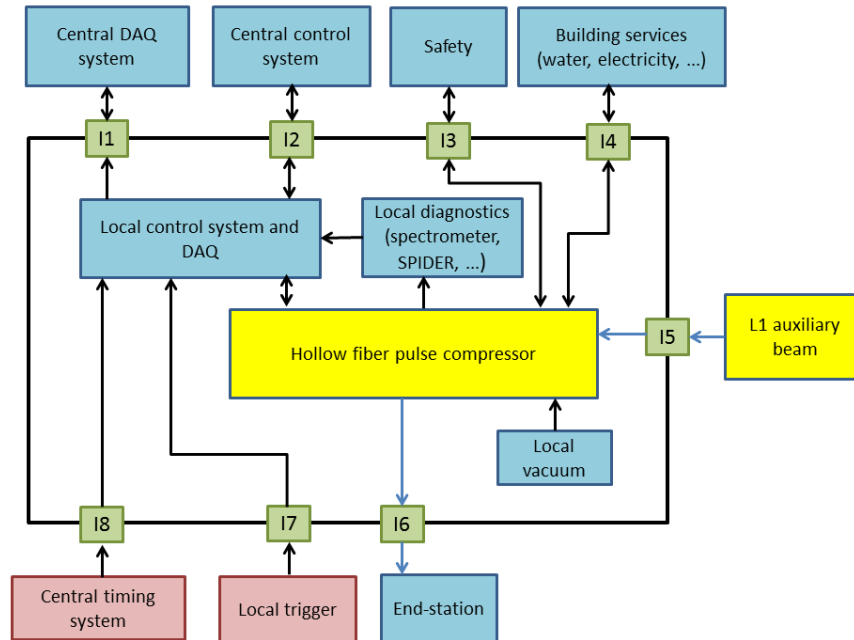 Central DAQ
system
Central control
system
Safety
Building services
(water, electricity, ...)
I1
I2
I3
I4
Local control system and
DAQ
Local diagnostics
(spectrometer,
SPIDER, ...)
Hollow fiber pulse compressor
I5
L1 auxiliary
beam
Local
vacuum
I8
I7
I6
Central timing
system
Local trigger
End-station